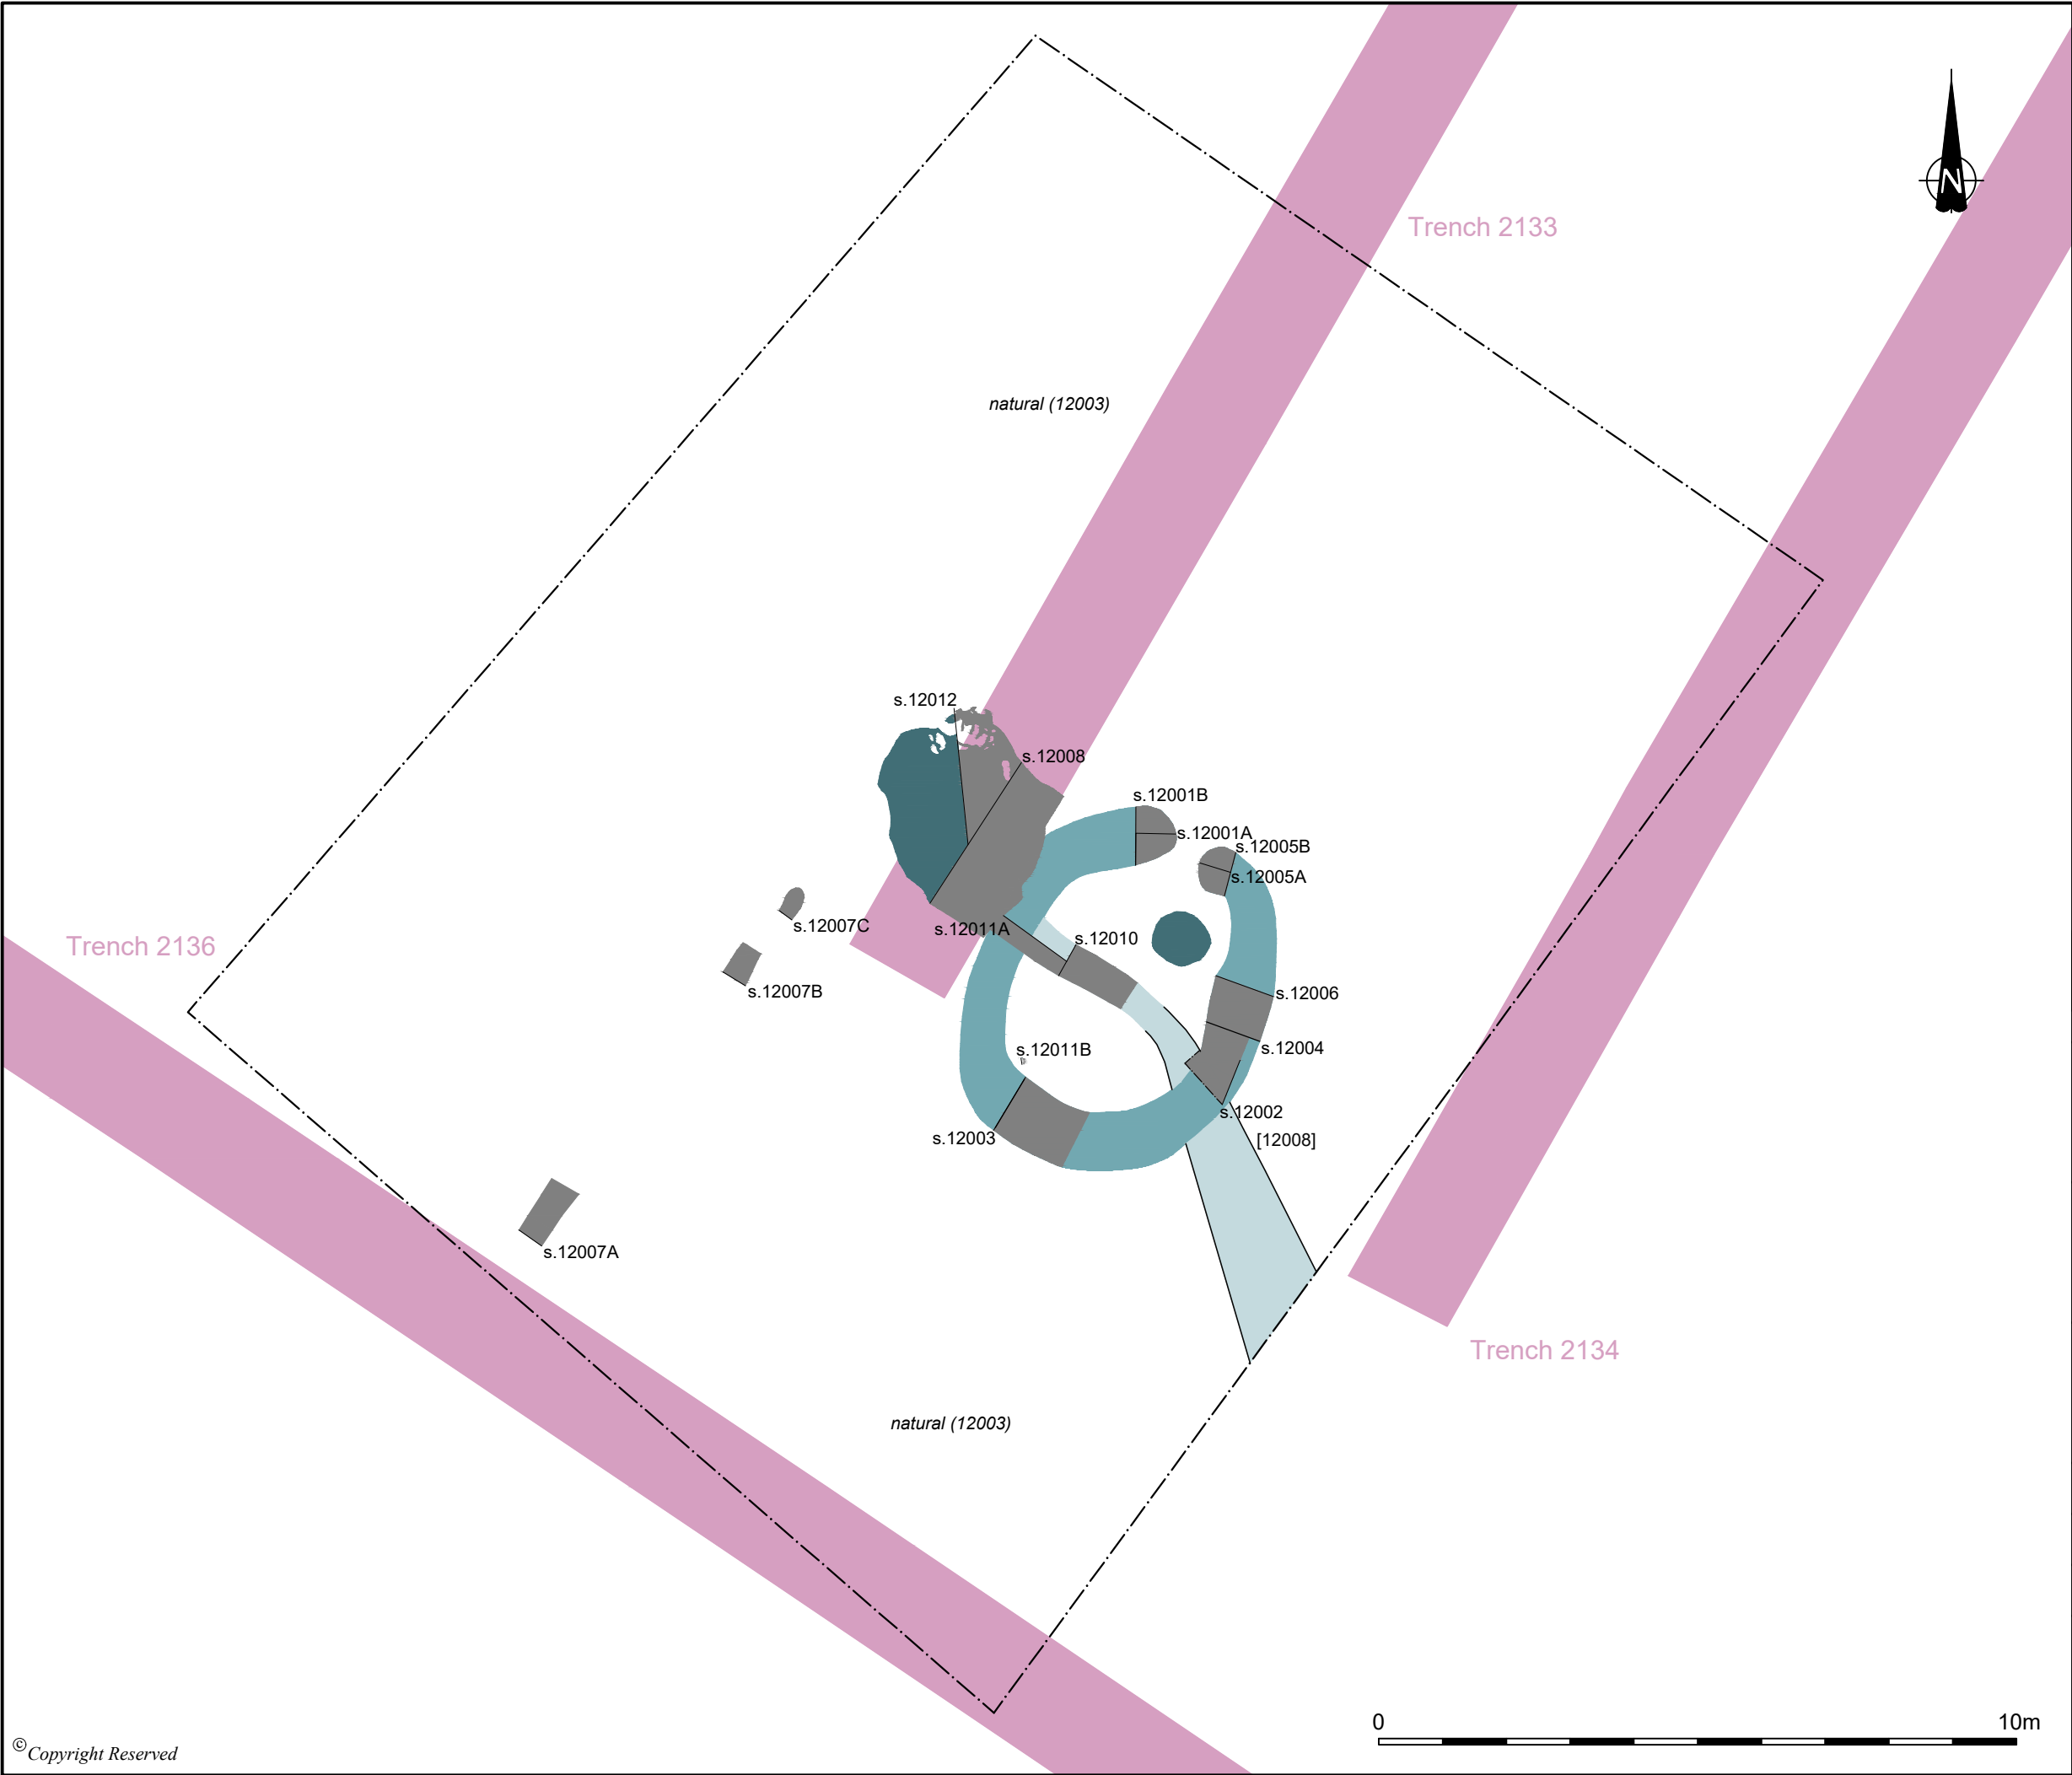 N
Trench 2133
natural (12003)
s.12012
s.12008
s.12001B
s.12001A
s.12005B
s.12005A
s.12007C
s.12011A
s.12010
Trench 2136
s.12007B
s.12006
s.12011B
s.12004
s.12002
s.12003
[12008]
s.12007A
Trench 2134
natural (12003)
0 10m
©Copyright Reserved